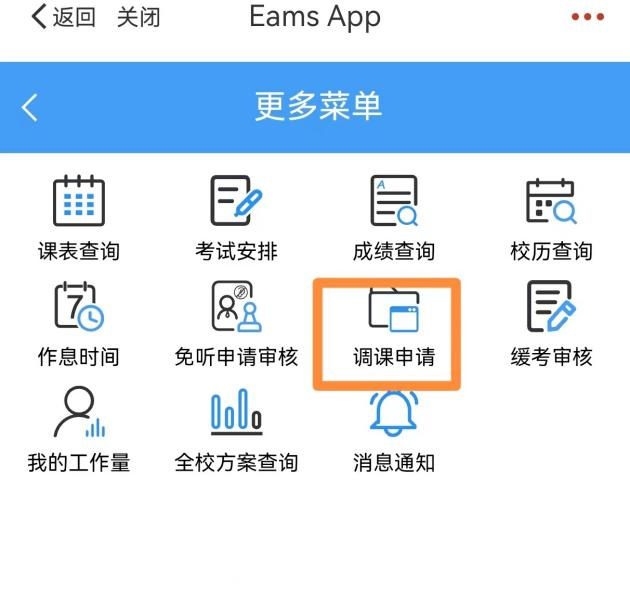 返回 关闭 Eams App
更多菜单
课表查询 考试安排 成绩查询 校历查询
7
作息时间 免听申请审核 调课申请 缓考审核
我的工作量 全校方案查询 消息通知